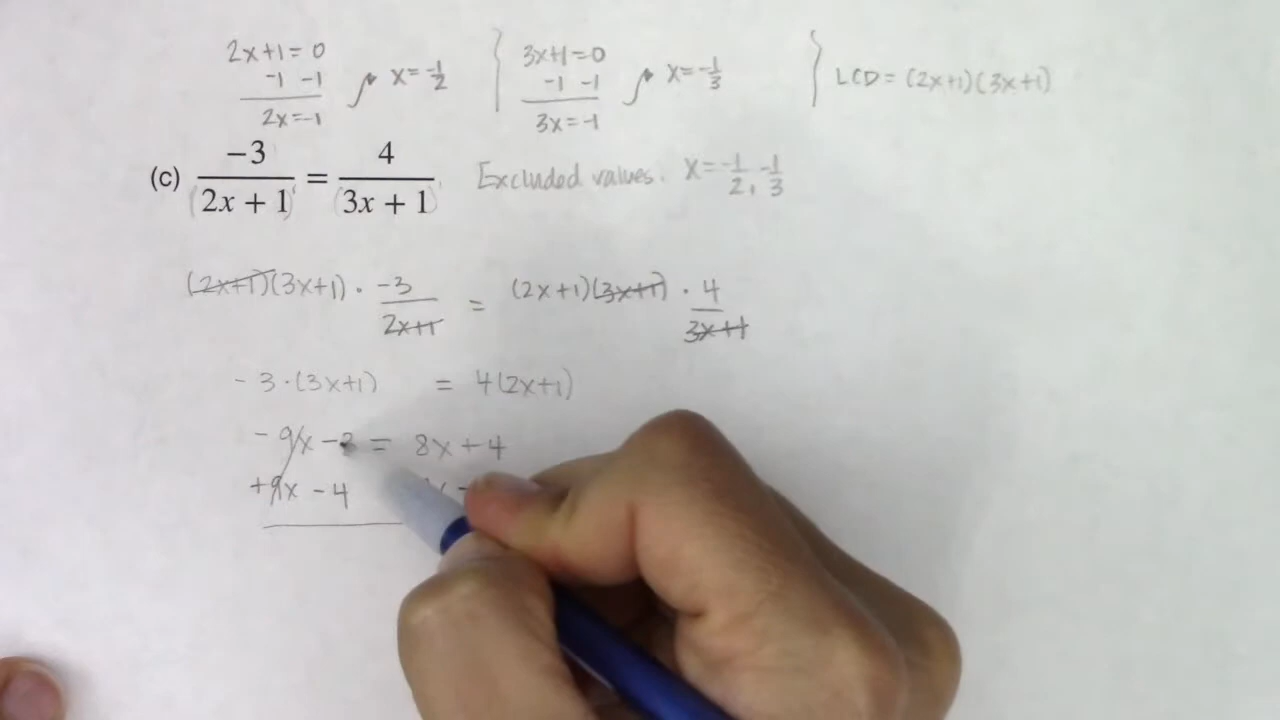 2x+1=0
-1 -1
2x=-1
x=-1/2
3x+1=0
-1 -1
3x=-1
x=-1/3
LCD=(2x+1)(3x+1)
(c) -3/(2x + 1) = 4/(3x + 1)
Excluded values: x=-1/2, -1/3
(2x+1)(3x+1) · -3/2x+1 = (2x+1)(3x+1) · 4/3x+1
-3·(3x+1) = 4(2x+1)
-9x-3 = 8x+4
+9x -4